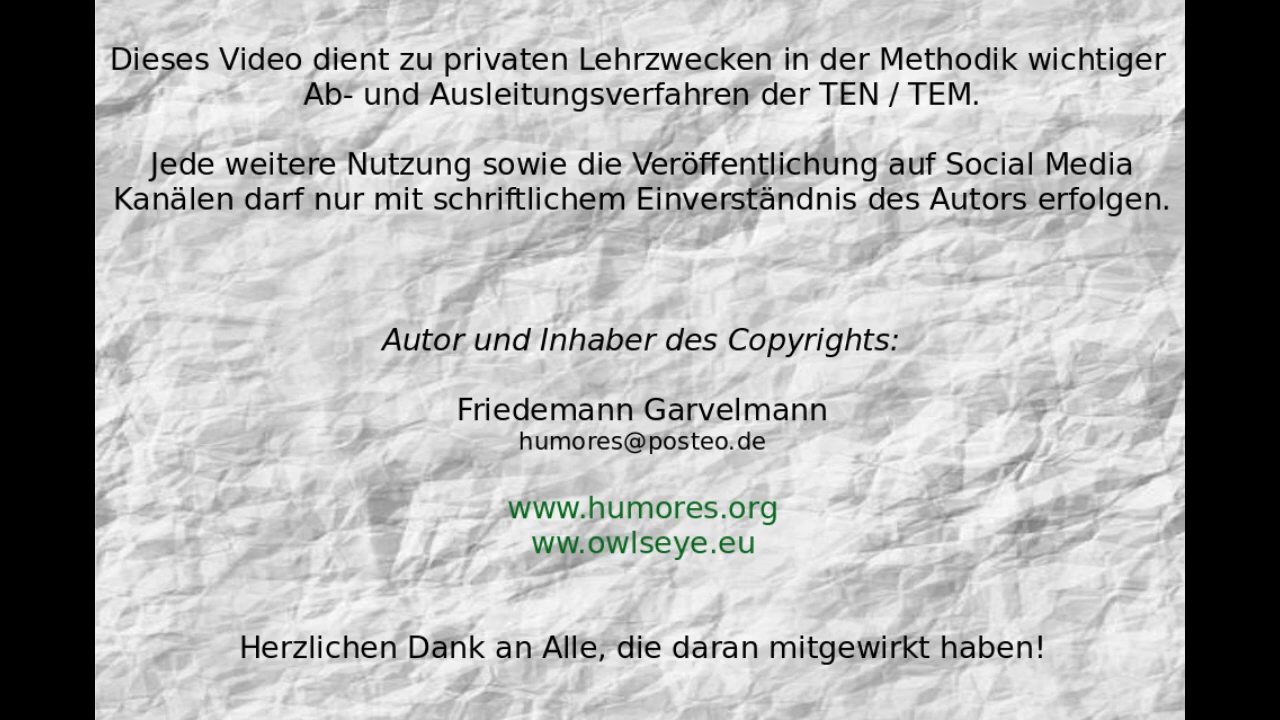 Dieses Video dient zu privaten Lehrzwecken in der Methodik wichtiger
Ab- und Ausleitungsverfahren der TEN / TEM.
Jede weitere Nutzung sowie die Veröffentlichung auf Social Media
Kanälen darf nur mit schriftlichem Einverständnis des Autors erfolgen.
Autor und Inhaber des Copyrights:
Friedemann Garvelmann
humores@posteo.de
www.humores.org
ww.owlseye.eu
Herzlichen Dank an Alle, die daran mitgewirkt haben!